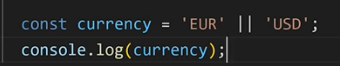 const currency = 'EUR' || 'USD';
console.log(currency);